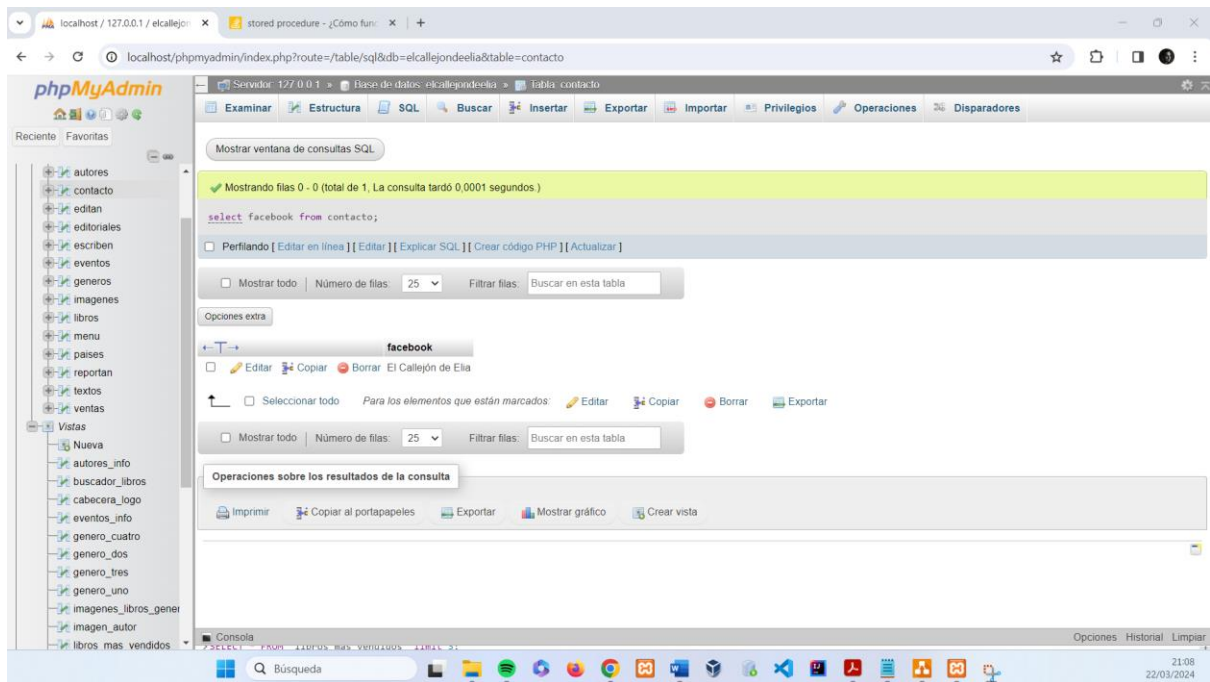 localhost / 127.0.0.1 / elcallejon
stored procedure - ¿Cómo func
localhost/phpmyadmin/index.php?route=/table/sql&db=elcallejondeelia&table=contacto
phpMyAdmin
Reciente Favoritas
autores
contacto
editan
editoriales
escriben
eventos
generos
imagenes
libros
menu
paises
reportan
textos
ventas
Vistas
Nueva
autores_info
buscador_libros
cabecera_logo
eventos_info
genero_cuatro
genero_dos
genero_tres
genero_uno
imagenes_libros_gener
imagen_autor
libros_mas_vendidos
Servidor: 127.0.0.1 » Base de datos: elcallejondeelia » Tabla: contacto
Examinar Estructura SQL Buscar Insertar Exportar Importar Privilegios Operaciones Disparadores
Mostrar ventana de consultas SQL
Mostrando filas 0 - 0 (total de 1, La consulta tardó 0,0001 segundos.)
select facebook from contacto;
Perfilando [ Editar en línea ] [ Editar ] [ Explicar SQL ] [ Crear código PHP ] [ Actualizar ]
Mostrar todo | Número de filas: 25 Filtrar filas: Buscar en esta tabla
Opciones extra
facebook
Editar Copiar Borrar El Callejón de Elia
Seleccionar todo Para los elementos que están marcados: Editar Copiar Borrar Exportar
Mostrar todo | Número de filas: 25 Filtrar filas: Buscar en esta tabla
Operaciones sobre los resultados de la consulta
Imprimir Copiar al portapapeles Exportar Mostrar gráfico Crear vista
Consola Opciones Historial Limpiar
>SELECT * FROM `libros_mas_vendidos` limit 3;
Búsqueda
21:08
22/03/2024